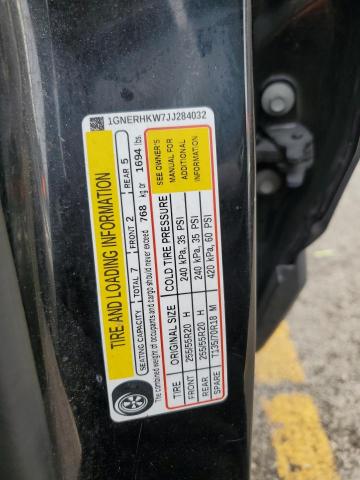 1GNERHKW7JJ284032
TIRE AND LOADING INFORMATION
SEATING CAPACITY TOTAL 7 FRONT 2 REAR 5
The combined weight of occupants and cargo should never exceed 768 kg or 1694 lbs.
TIRE ORIGINAL SIZE COLD TIRE PRESSURE
FRONT 255/55R20 H 240 kPa, 35 PSI
REAR 255/55R20 H 240 kPa, 35 PSI
SPARE T135/70R18 M 420 kPa, 60 PSI
SEE OWNER'S
MANUAL FOR
ADDITIONAL
INFORMATION